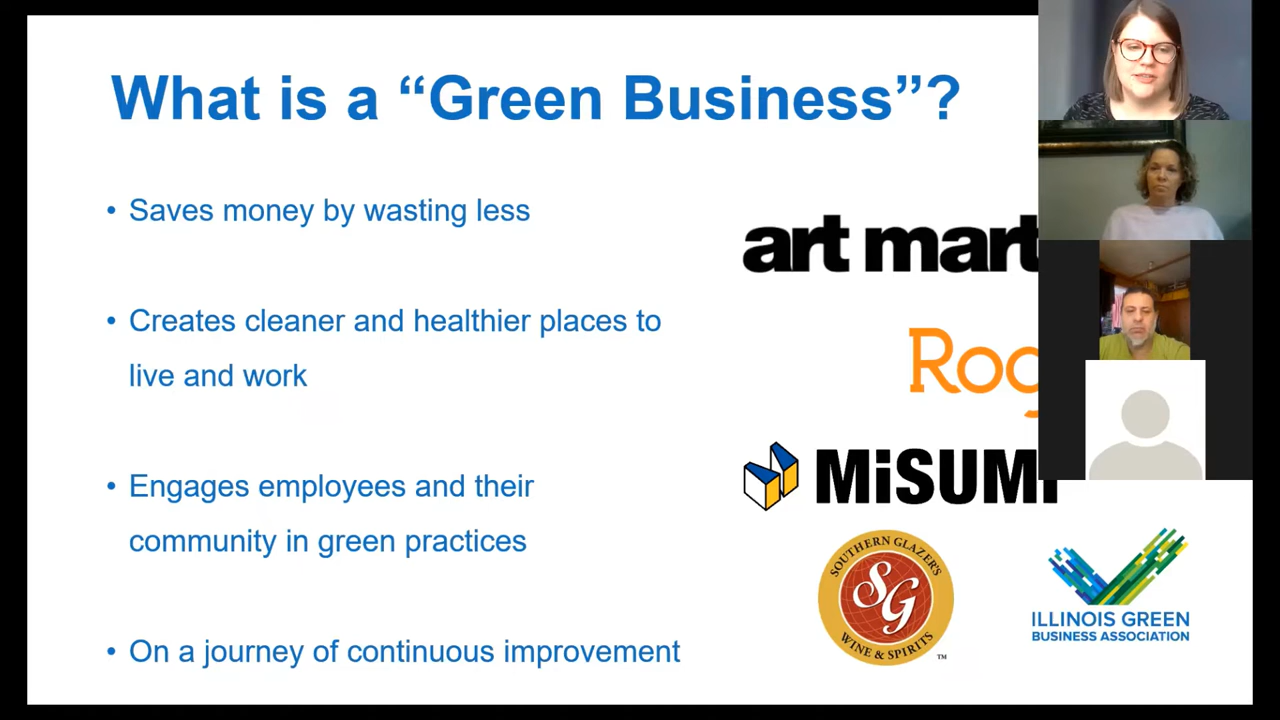 What is a “Green Business”?
• Saves money by wasting less
• Creates cleaner and healthier places to
live and work
• Engages employees and their
community in green practices
• On a journey of continuous improvement
art mart
Rog
MiSUMI
SOUTHERN GLAZER'S
SG
WINE & SPIRITS
™
ILLINOIS GREEN
BUSINESS ASSOCIATION